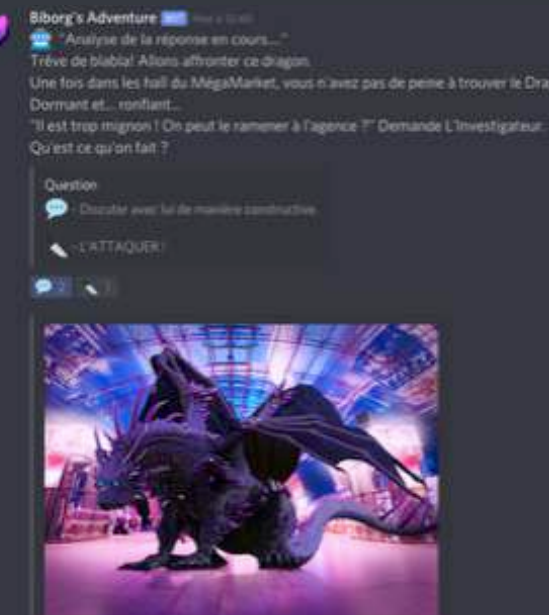 Biborg's Adventure BOT
"Analyse de la réponse en cours..."
Trêve de blabla! Allons affronter ce dragon.
Une fois dans les hall du MégaMarket, vous n'avez pas de peine à trouver le Dra
Dormant et... ronflant...
"Il est trop mignon ! On peut le ramener à l'agence ?" Demande L'Investigateur.
Qu'est ce qu'on fait ?
Question
- Discuter avec lui de manière constructive
- L'ATTAQUER !
2